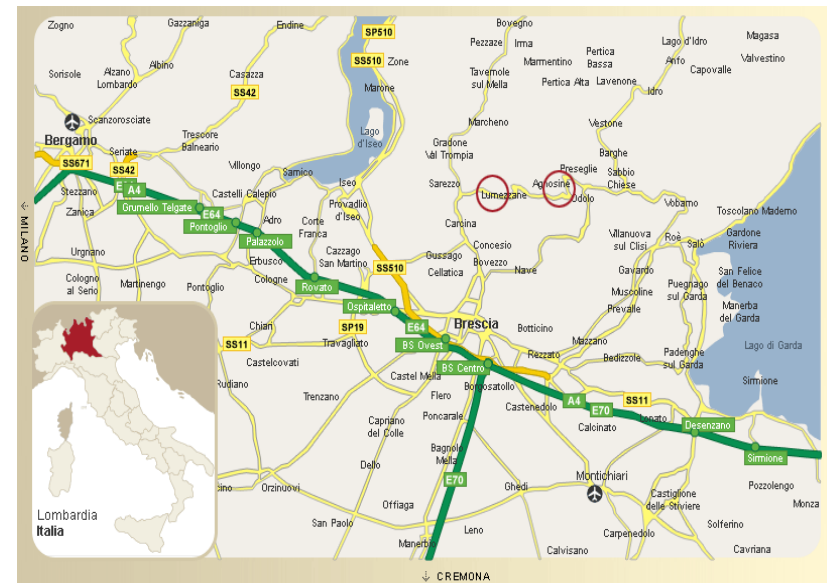 Zogno
Gazzaniga
Endine
SP510
SS510
Zone
Bovegno
Pezzaze
Irma
Marmentino
Pertica
Bassa
Lago d'Idro
Magasa
Anfo
Capovalle
Valvestino
Sorisole
Alzano
Lombardo
Albino
Casazza
SS42
Marone
Tavernole
sul Mella
Pertica Alta
Lavenone
Idro
Scanzorosciate
Bergamo
Seriate
Trescore
Balneario
Lago
d'Iseo
Marcheno
Vestone
Gradone
Val Trompia
Barghe
SS671
SS42
Villongo
Sarnico
Iseo
Sarezzo
Lumezzane
Agnosine
Preseglie
Sabbio
Chiese
Odolo
Stezzano
A4
Castelli Calepio
Zanica
Grumello Telgate
E64
Pontoglio
Adro
Corte
Franca
Provadlio
d'Iseo
Vobarno
Toscolano Maderno
MILANO
Palazzolo
Carcina
Concesio
Villanuova
sul Clisi
Roè
Salò
Gardone
Riviera
Urgnano
Erbusco
Cazzago
San Martino
Gussago
Cellatica
Bovezzo
Nave
Gavardo
San Felice
del Benaco
Cologno
al Serio
Martinengo
Pontoglio
Cologne
Rovato
SS510
Muscoline
Prevalle
Puegnago
sul Garda
Manerba
del Garda
Ospitaletto
Chiari
SP19
Travagliato
E64
Brescia
Botticino
SS11
BS Ovest
Mazzano
Rezzato
Bedizzole
Padenghe
sul Garda
Lago di Garda
Castelcovati
BS Centro
Rudiano
Castel Mella
Borgosatollo
Sirmione
Trenzano
Flero
Castenedolo
A4
E70
SS11
Lonato
Poncarale
Calcinato
Desenzano
Capriano
del Colle
Bagnolo
Mella
Sirmione
Dello
E70
Montichiari
Pozzolengo
cino
Orzinuovi
Ghedi
Castiglione
delle Stiviere
Monza
Offiaga
San Paolo
Leno
Solferino
Carpenedolo
Manerbio
Calvisano
Cavriana
Lombardia
Italia
CREMONA